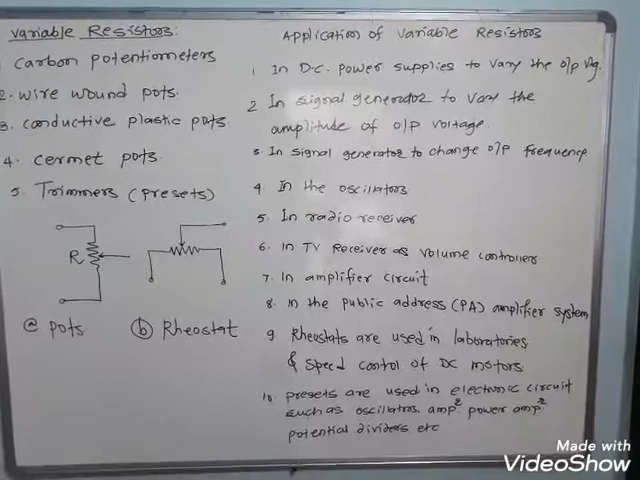 Variable Resistors:
1 Carbon potentiometers
2. wire wound pots.
3. conductive plastic pots.
4. cermet pots.
5. Trimmers (presets)
R
ⓐ pots
ⓑ Rheostat
Application of Variable Resistors
1. In D.C. power supplies to vary the o/p vtg.
2 In signal generator to vary the
amplitude of o/p voltage.
3. In signal generator to change o/p frequency
4. In the oscillators
5. In radio receiver
6. In TV Receiver as volume controllers
7. In amplifier circuit
8. In the public address (PA) amplifier system
9 Rheostats are used in laboratories
& speed control of DC motors
10. presets are used in electronic circuit
such as oscillators, ampr power ampr
potential dividers etc
Made with
VideoShow